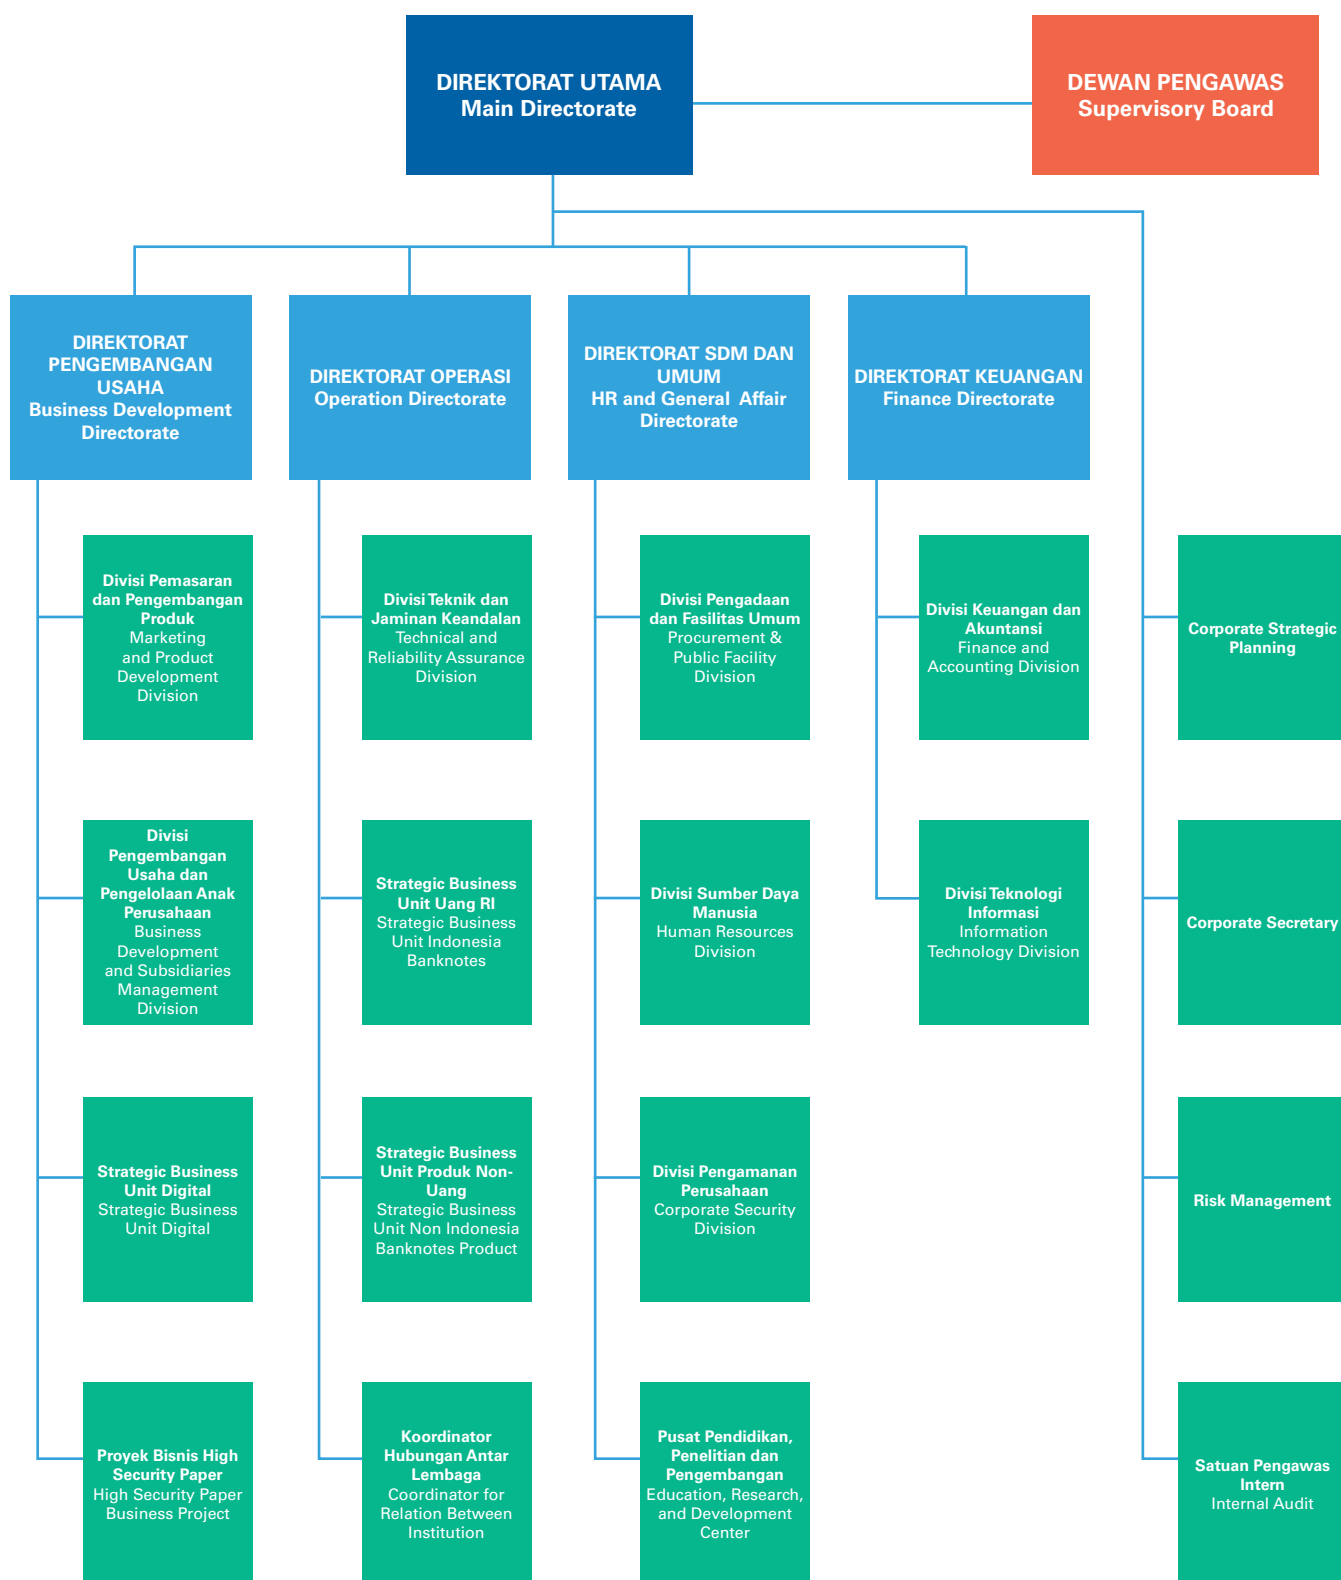 DIREKTORAT UTAMA
Main Directorate
DEWAN PENGAWAS
Supervisory Board
DIREKTORAT
PENGEMBANGAN
USAHA
Business Development
Directorate
DIREKTORAT OPERASI
Operation Directorate
DIREKTORAT SDM DAN
UMUM
HR and General Affair
Directorate
DIREKTORAT KEUANGAN
Finance Directorate
Divisi Pemasaran
dan Pengembangan
Produk
Marketing
and Product
Development
Division
Divisi Teknik dan
Jaminan Keandalan
Technical and
Reliability Assurance
Division
Divisi Pengadaan
dan Fasilitas Umum
Procurement &
Public Facility
Division
Divisi Keuangan dan
Akuntansi
Finance and
Accounting Division
Corporate Strategic
Planning
Divisi
Pengembangan
Usaha dan
Pengelolaan Anak
Perusahaan
Business
Development
and Subsidiaries
Management
Division
Strategic Business
Unit Uang RI
Strategic Business
Unit Indonesia
Banknotes
Divisi Sumber Daya
Manusia
Human Resources
Division
Divisi Teknologi
Informasi
Information
Technology Division
Corporate Secretary
Strategic Business
Unit Digital
Strategic Business
Unit Digital
Strategic Business
Unit Produk Non-
Uang
Strategic Business
Unit Non Indonesia
Banknotes Product
Divisi Pengamanan
Perusahaan
Corporate Security
Division
Risk Management
Proyek Bisnis High
Security Paper
High Security Paper
Business Project
Koordinator
Hubungan Antar
Lembaga
Coordinator for
Relation Between
Institution
Pusat Pendidikan,
Penelitian dan
Pengembangan
Education, Research,
and Development
Center
Satuan Pengawas
Intern
Internal Audit